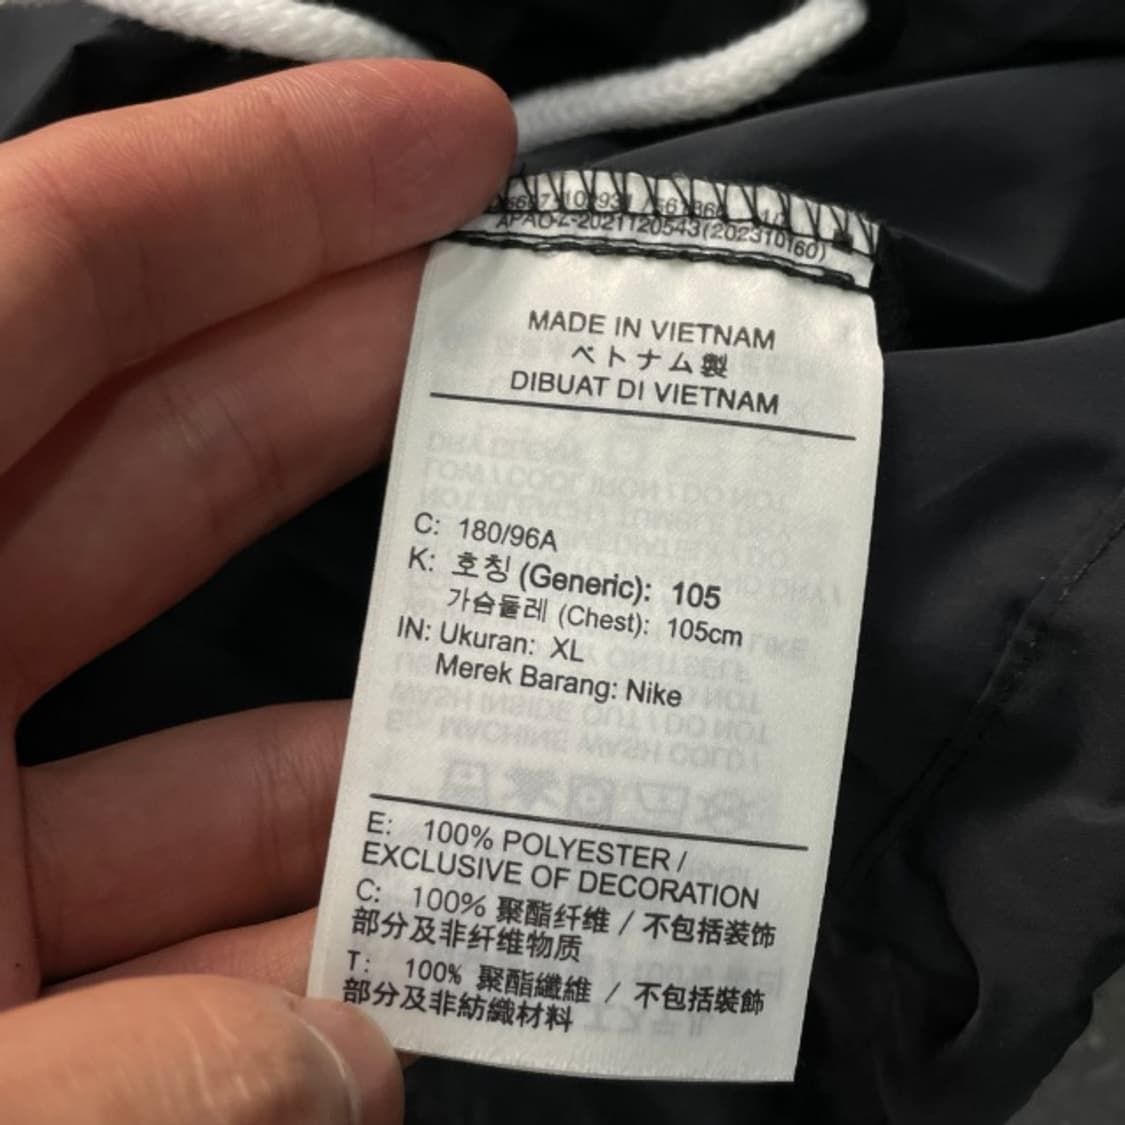 APAO-Z-2021120543(202310160)
MADE IN VIETNAM
ベトナム製
DIBUAT DI VIETNAM
C: 180/96A
K: 호칭 (Generic): 105
가슴둘레 (Chest): 105cm
IN: Ukuran: XL
Merek Barang: Nike
E: 100% POLYESTER /
EXCLUSIVE OF DECORATION
C: 100% 聚酯纤维 / 不包括装饰
部分及非纤维物质
T: 100% 聚酯纖維 / 不包括裝飾
部分及非紡織材料